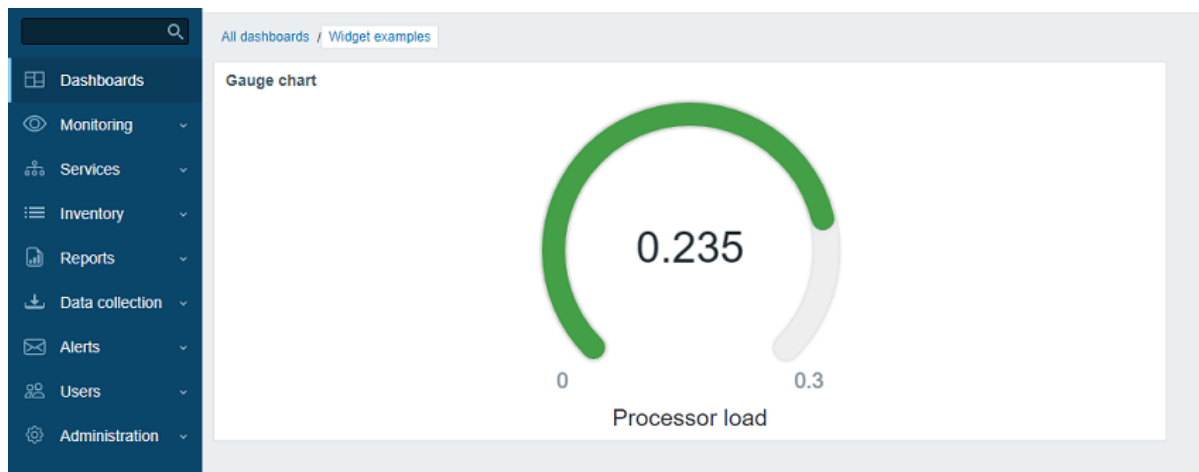 All dashboards / Widget examples
Dashboards
Monitoring
Services
Inventory
Reports
Data collection
Alerts
Users
Administration
Gauge chart
0.235
0 0.3
Processor load